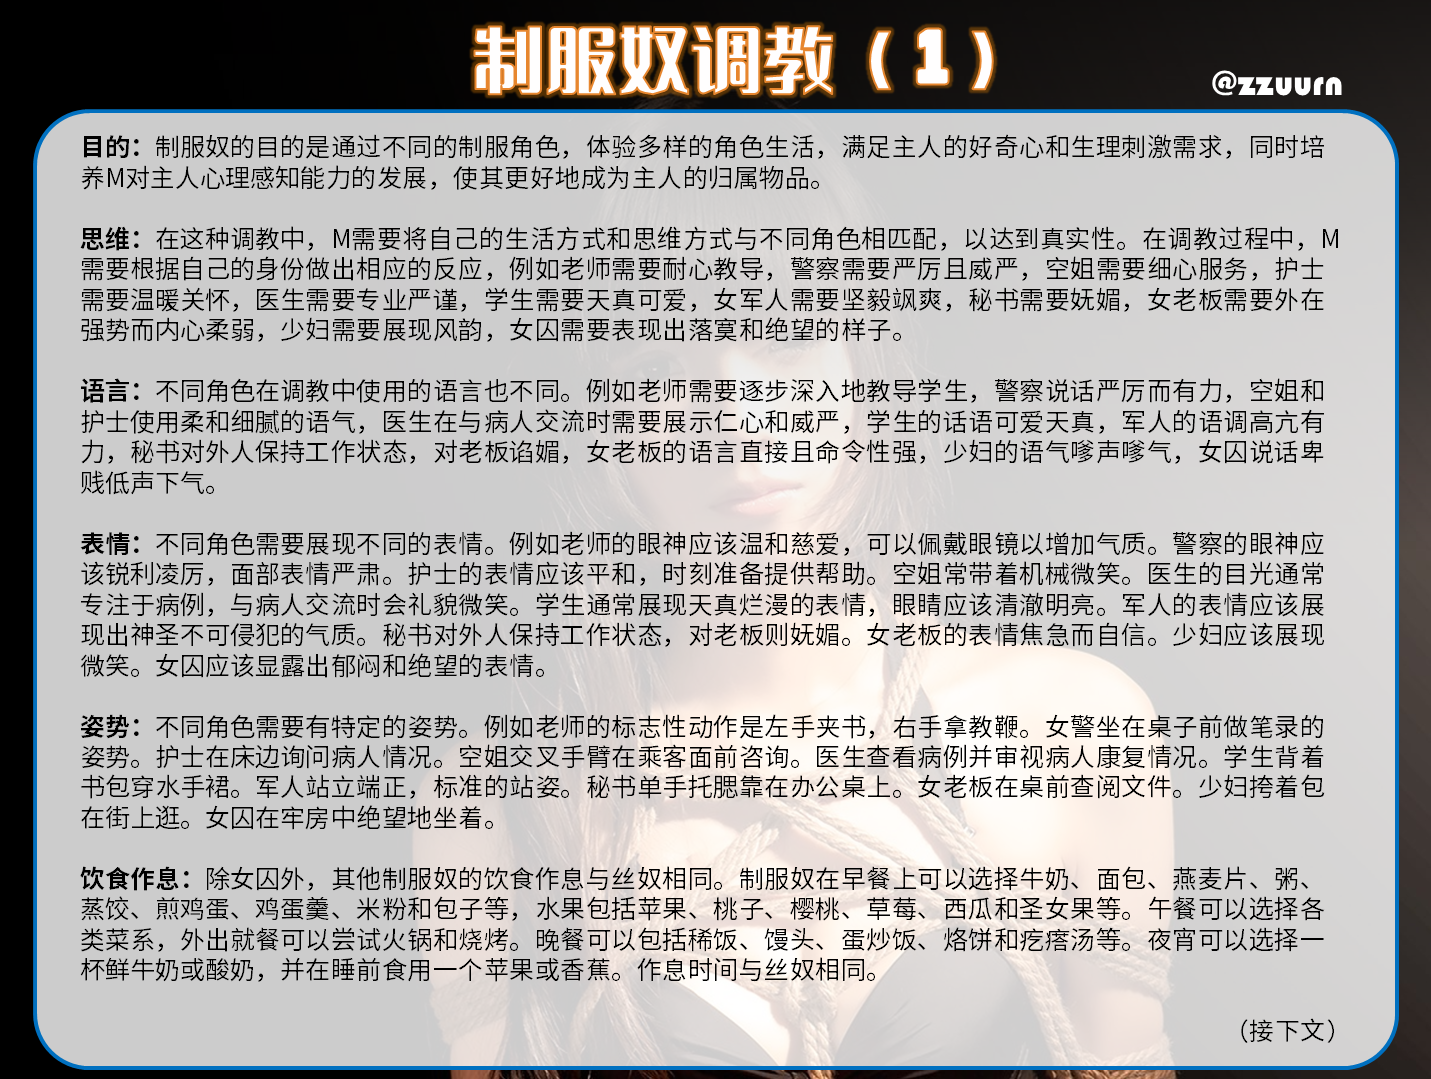 制服奴调教（1）
@zzuurn
目的：制服奴的目的是通过不同的制服角色，体验多样的角色生活，满足主人的好奇心和生理刺激需求，同时培
养M对主人心理感知能力的发展，使其更好地成为主人的归属物品。
思维：在这种调教中，M需要将自己的生活方式和思维方式与不同角色相匹配，以达到真实性。在调教过程中，M
需要根据自己的身份做出相应的反应，例如老师需要耐心教导，警察需要严厉且威严，空姐需要细心服务，护士
需要温暖关怀，医生需要专业严谨，学生需要天真可爱，女军人需要坚毅飒爽，秘书需要妩媚，女老板需要外在
强势而内心柔弱，少妇需要展现风韵，女囚需要表现出落寞和绝望的样子。
语言：不同角色在调教中使用的语言也不同。例如老师需要逐步深入地教导学生，警察说话严厉而有力，空姐和
护士使用柔和细腻的语气，医生在与病人交流时需要展示仁心和威严，学生的话语可爱天真，军人的语调高亢有
力，秘书对外人保持工作状态，对老板谄媚，女老板的语言直接且命令性强，少妇的语气嗲声嗲气，女囚说话卑
贱低声下气。
表情：不同角色需要展现不同的表情。例如老师的眼神应该温和慈爱，可以佩戴眼镜以增加气质。警察的眼神应
该锐利凌厉，面部表情严肃。护士的表情应该平和，时刻准备提供帮助。空姐常带着机械微笑。医生的目光通常
专注于病例，与病人交流时会礼貌微笑。学生通常展现天真烂漫的表情，眼睛应该清澈明亮。军人的表情应该展
现出神圣不可侵犯的气质。秘书对外人保持工作状态，对老板则妩媚。女老板的表情焦急而自信。少妇应该展现
微笑。女囚应该显露出郁闷和绝望的表情。
姿势：不同角色需要有特定的姿势。例如老师的标志性动作是左手夹书，右手拿教鞭。女警坐在桌子前做笔录的
姿势。护士在床边询问病人情况。空姐交叉手臂在乘客面前咨询。医生查看病例并审视病人康复情况。学生背着
书包穿水手裙。军人站立端正，标准的站姿。秘书单手托腮靠在办公桌上。女老板在桌前查阅文件。少妇挎着包
在街上逛。女囚在牢房中绝望地坐着。
饮食作息：除女囚外，其他制服奴的饮食作息与丝奴相同。制服奴在早餐上可以选择牛奶、面包、燕麦片、粥、
蒸饺、煎鸡蛋、鸡蛋羹、米粉和包子等，水果包括苹果、桃子、樱桃、草莓、西瓜和圣女果等。午餐可以选择各
类菜系，外出就餐可以尝试火锅和烧烤。晚餐可以包括稀饭、馒头、蛋炒饭、烙饼和疙瘩汤等。夜宵可以选择一
杯鲜牛奶或酸奶，并在睡前食用一个苹果或香蕉。作息时间与丝奴相同。
（接下文）